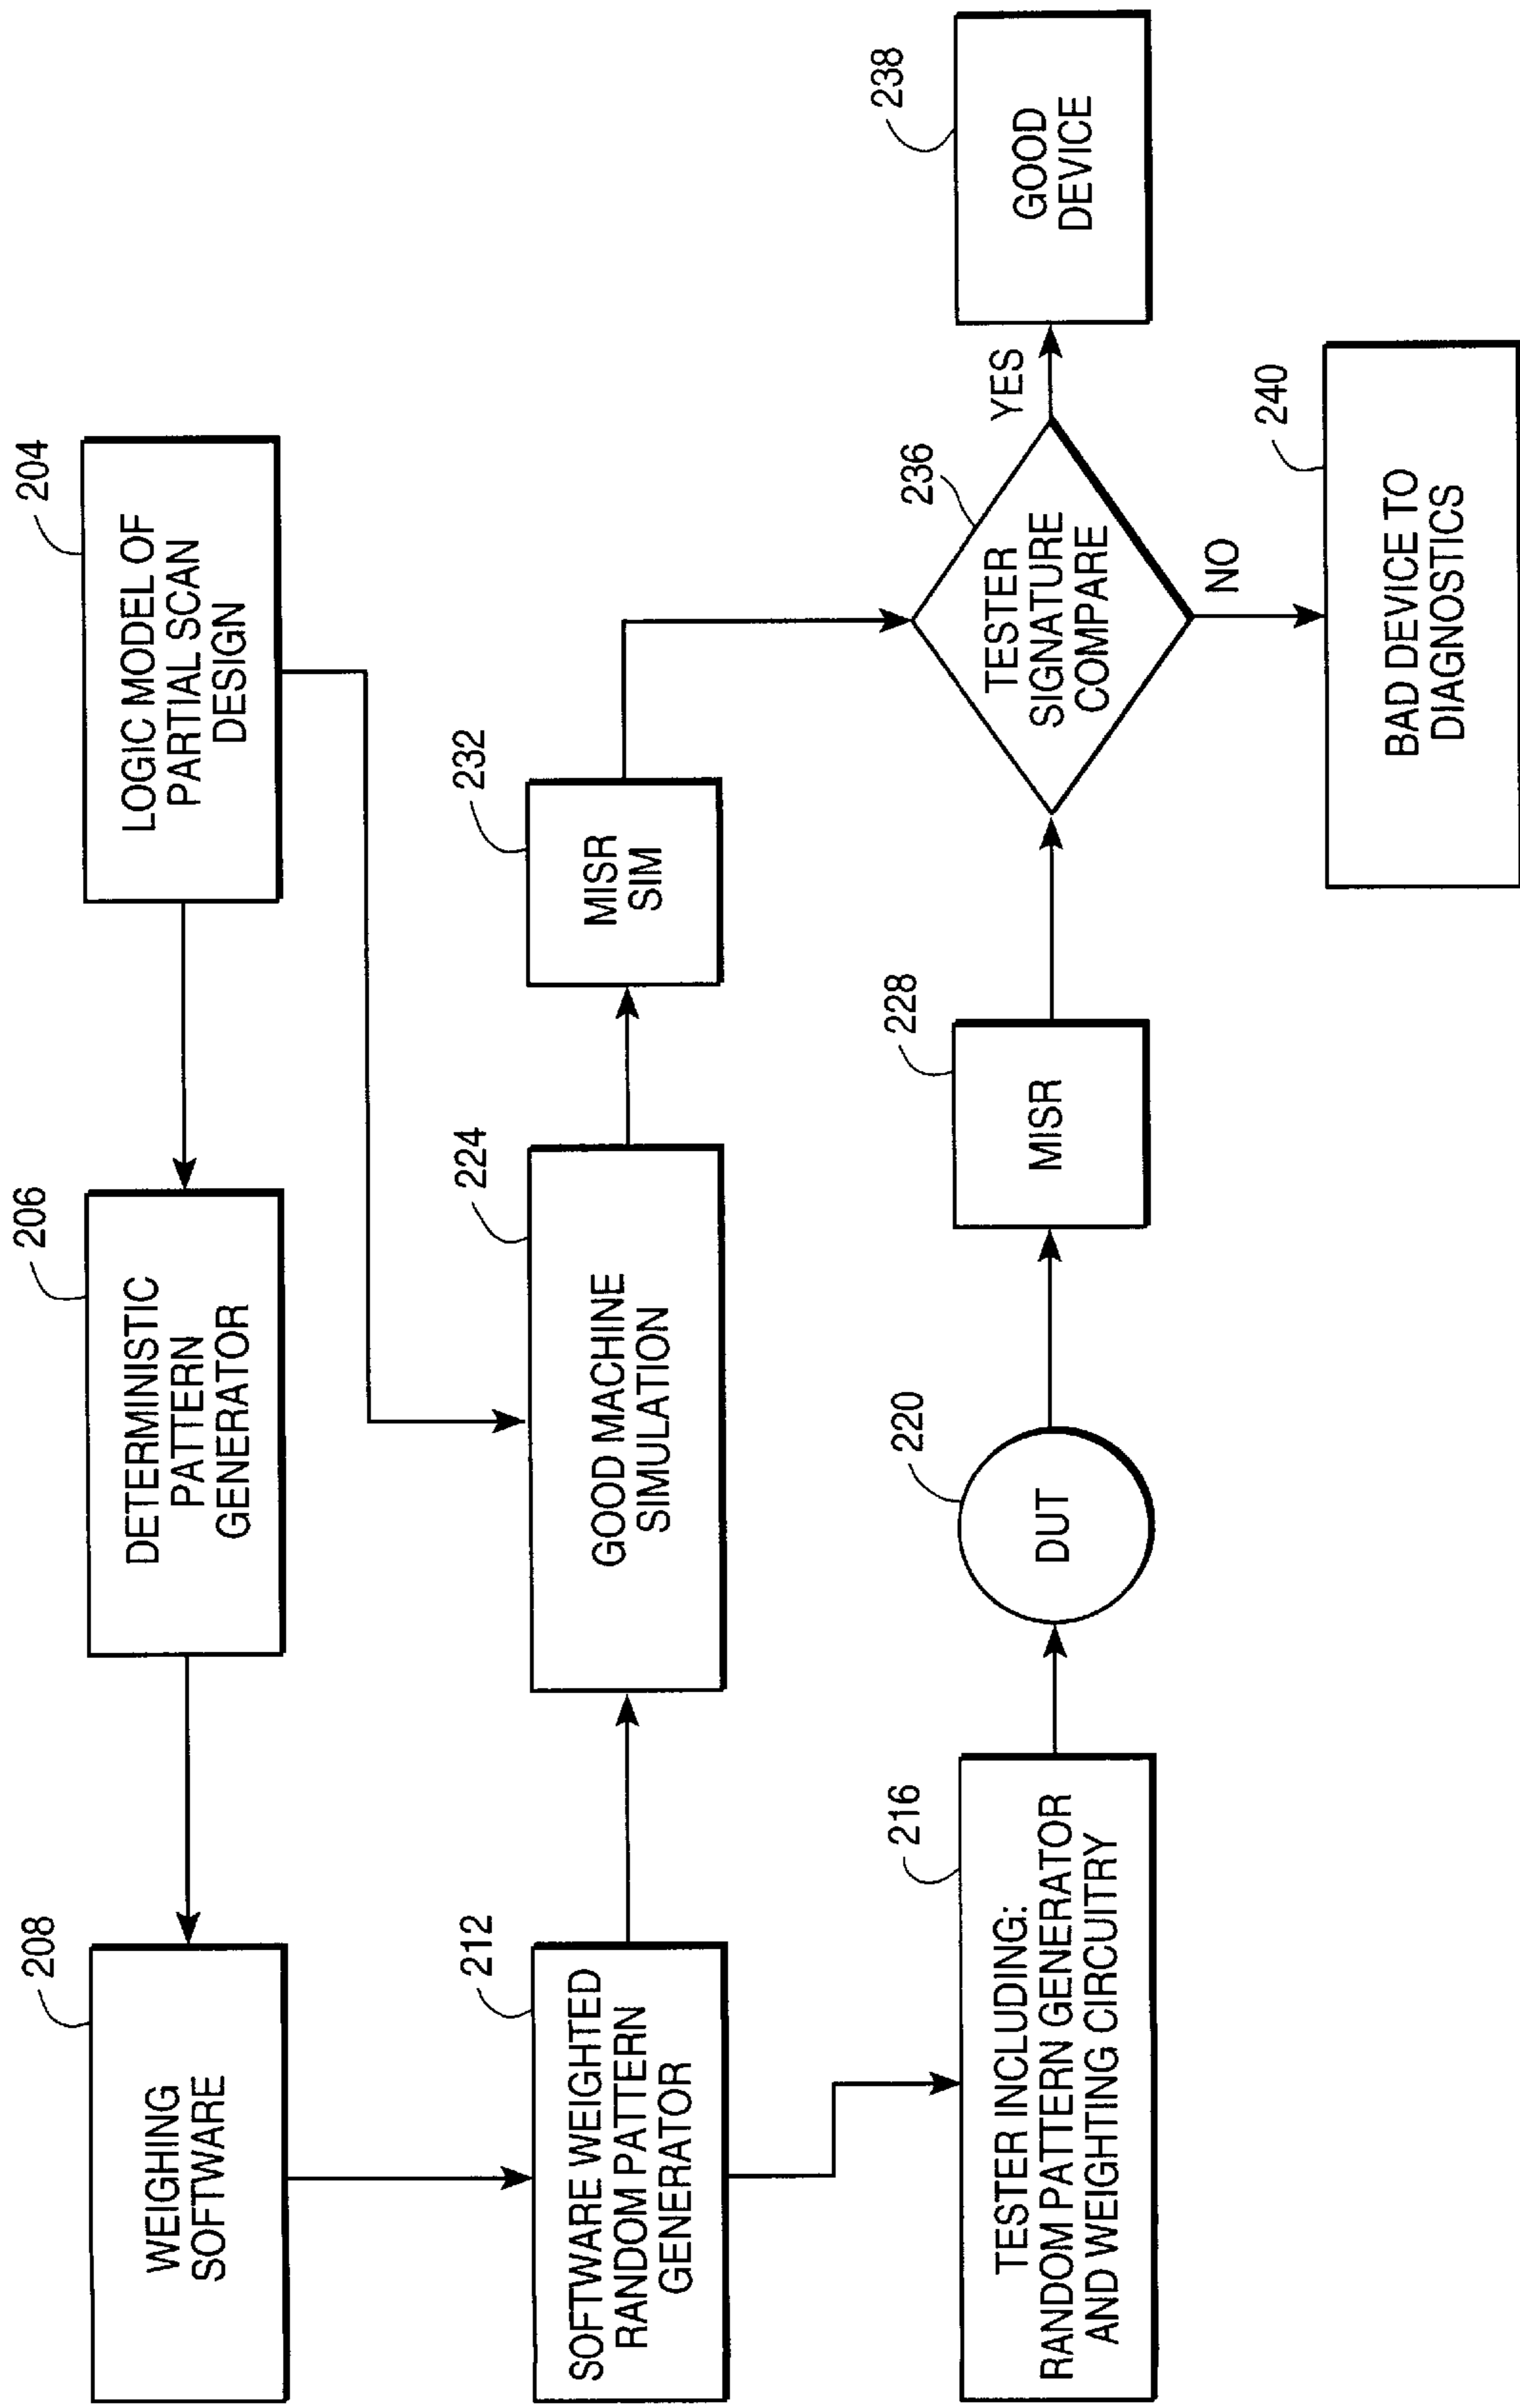 208
WEIGHING
SOFTWARE
206
DETERMINISTIC
PATTERN
GENERATOR
204
LOGIC MODEL OF
PARTIAL SCAN
DESIGN
212
SOFTWARE WEIGHTED
RANDOM PATTERN
GENERATOR
224
GOOD MACHINE
SIMULATION
232
MISR
SIM
216
TESTER INCLUDING:
RANDOM PATTERN GENERATOR
AND WEIGHTING CIRCUITRY
220
DUT
228
MISR
236
TESTER
SIGNATURE
COMPARE
YES
238
GOOD
DEVICE
NO
240
BAD DEVICE TO
DIAGNOSTICS